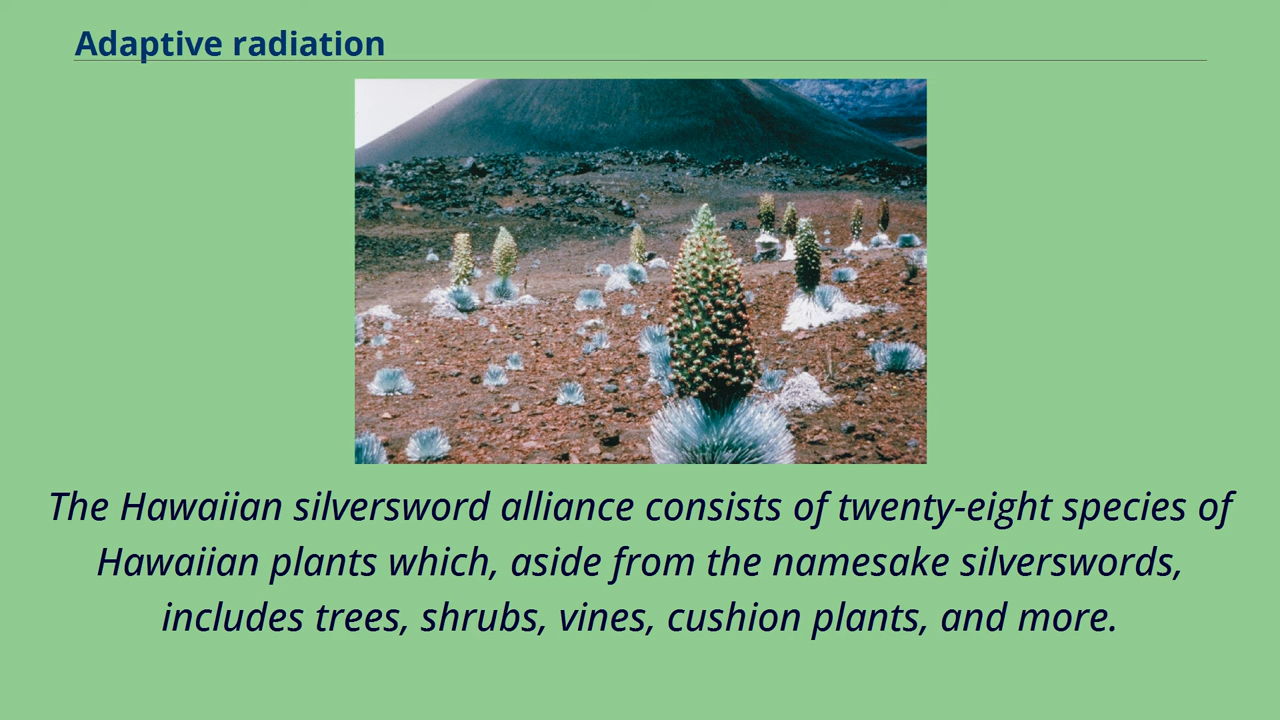 Adaptive radiation
The Hawaiian silversword alliance consists of twenty-eight species of
Hawaiian plants which, aside from the namesake silverswords,
includes trees, shrubs, vines, cushion plants, and more.